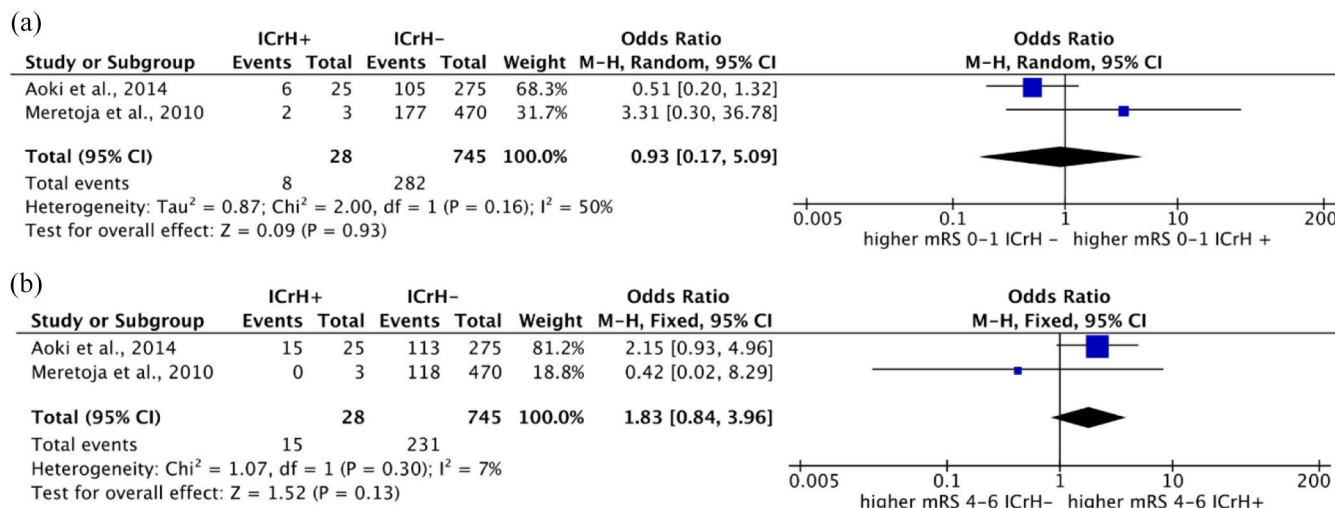 (a)
ICrH+ ICrH− Odds Ratio Odds Ratio
Study or Subgroup Events Total Events Total Weight M-H, Random, 95% CI M-H, Random, 95% CI
Aoki et al., 2014 6 25 105 275 68.3% 0.51 [0.20, 1.32]
Meretoja et al., 2010 2 3 177 470 31.7% 3.31 [0.30, 36.78]
Total (95% CI) 28 745 100.0% 0.93 [0.17, 5.09]
Total events 8 282
Heterogeneity: Tau² = 0.87; Chi² = 2.00, df = 1 (P = 0.16); I² = 50%
Test for overall effect: Z = 0.09 (P = 0.93)
0.005 0.1 1 10 200
higher mRS 0-1 ICrH − higher mRS 0-1 ICrH +
(b)
ICrH+ ICrH− Odds Ratio Odds Ratio
Study or Subgroup Events Total Events Total Weight M-H, Fixed, 95% CI M-H, Fixed, 95% CI
Aoki et al., 2014 15 25 113 275 81.2% 2.15 [0.93, 4.96]
Meretoja et al., 2010 0 3 118 470 18.8% 0.42 [0.02, 8.29]
Total (95% CI) 28 745 100.0% 1.83 [0.84, 3.96]
Total events 15 231
Heterogeneity: Chi² = 1.07, df = 1 (P = 0.30); I² = 7%
Test for overall effect: Z = 1.52 (P = 0.13)
0.005 0.1 1 10 200
higher mRS 4-6 ICrH− higher mRS 4-6 ICrH+